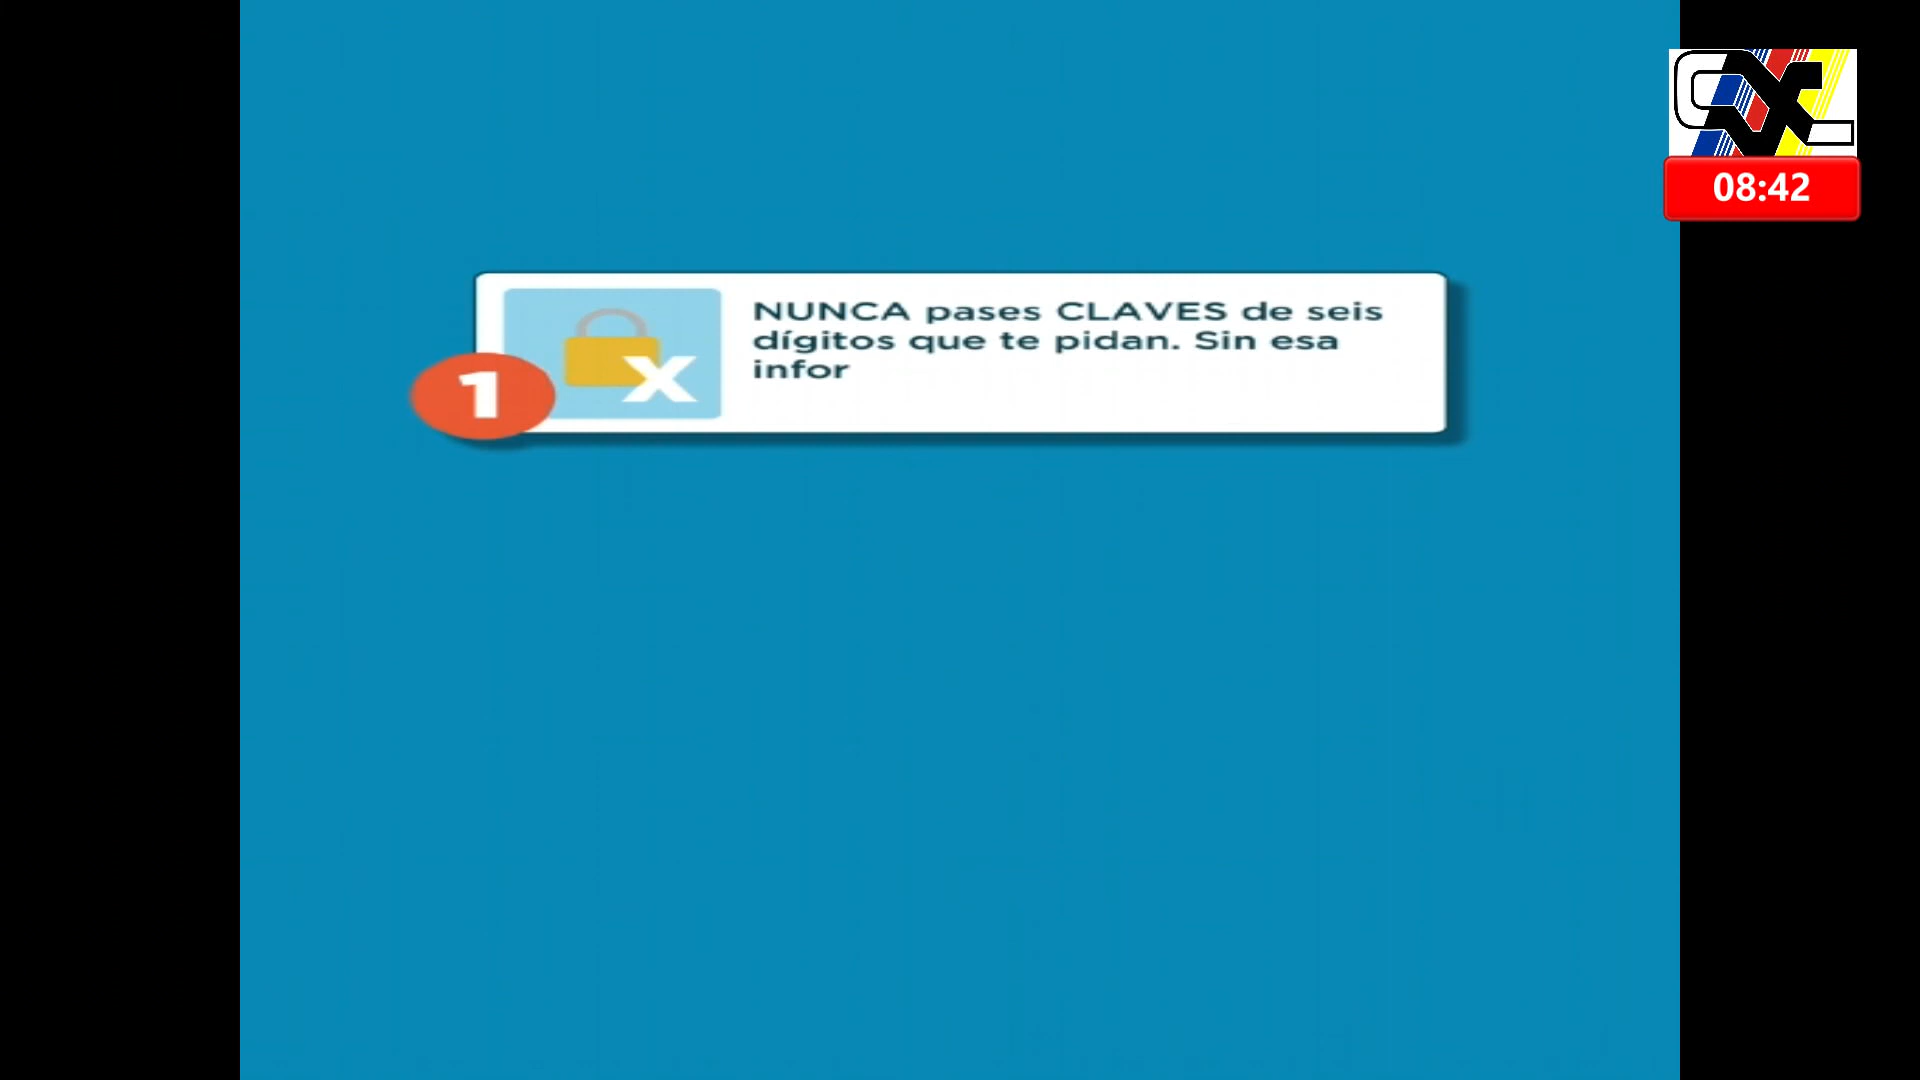 08:42
NUNCA pases CLAVES de seis
dígitos que te pidan. Sin esa
infor
1
X